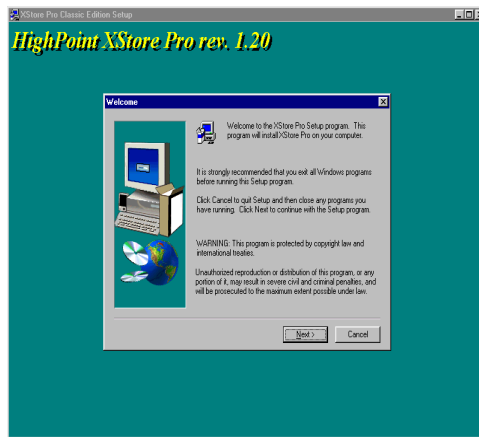 XStore Pro Classic Edition Setup
HighPoint XStore Pro rev. 1.20
Welcome
Welcome to the XStore Pro Setup program. This
program will install XStore Pro on your computer.
It is strongly recommended that you exit all Windows programs
before running this Setup program.
Click Cancel to quit Setup and then close any programs you
have running. Click Next to continue with the Setup program.
WARNING: This program is protected by copyright law and
international treaties.
Unauthorized reproduction or distribution of this program, or any
portion of it, may result in severe civil and criminal penalties, and
will be prosecuted to the maximum extent possible under law.
Next >
Cancel